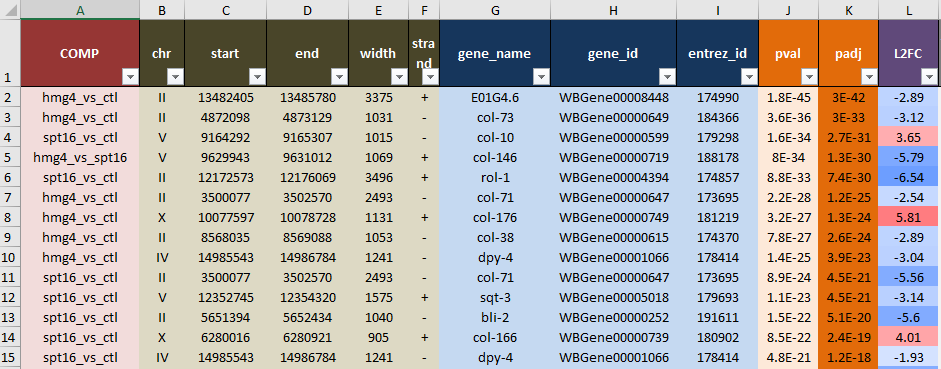 A B C D E F G H I J K L
1 COMP chr start end width strand gene_name gene_id entrez_id pval padj L2FC
2 hmg4_vs_ctl II 13482405 13485780 3375 + E01G4.6 WBGene00008448 174990 1.8E-45 3E-42 -2.89
3 hmg4_vs_ctl II 4872098 4873129 1031 - col-73 WBGene00000649 184366 3.6E-36 3E-33 -3.12
4 spt16_vs_ctl V 9164292 9165307 1015 - col-10 WBGene00000599 179298 1.6E-34 2.7E-31 3.65
5 hmg4_vs_spt16 V 9629943 9631012 1069 + col-146 WBGene00000719 188178 8E-34 1.3E-30 -5.79
6 spt16_vs_ctl II 12172573 12176069 3496 + rol-1 WBGene00004394 174857 8.8E-33 7.4E-30 -6.54
7 hmg4_vs_ctl II 3500077 3502570 2493 - col-71 WBGene00000647 173695 2.2E-28 1.2E-25 -2.54
8 hmg4_vs_ctl X 10077597 10078728 1131 + col-176 WBGene00000749 181219 3.2E-27 1.3E-24 5.81
9 hmg4_vs_ctl II 8568035 8569088 1053 - col-38 WBGene00000615 174370 7.8E-27 2.6E-24 -2.89
10 hmg4_vs_ctl IV 14985543 14986784 1241 - dpy-4 WBGene00001066 178414 1.4E-25 3.9E-23 -3.04
11 spt16_vs_ctl II 3500077 3502570 2493 - col-71 WBGene00000647 173695 8.9E-24 4.5E-21 -5.56
12 spt16_vs_ctl V 12352745 12354320 1575 + sqt-3 WBGene00005018 179693 1.1E-23 4.5E-21 -3.14
13 spt16_vs_ctl II 5651394 5652434 1040 - bli-2 WBGene00000252 191611 1.5E-22 5.1E-20 -5.6
14 spt16_vs_ctl X 6280016 6280921 905 + col-166 WBGene00000739 180902 8.5E-22 2.4E-19 4.01
15 spt16_vs_ctl IV 14985543 14986784 1241 - dpy-4 WBGene00001066 178414 4.8E-21 1.2E-18 -1.93